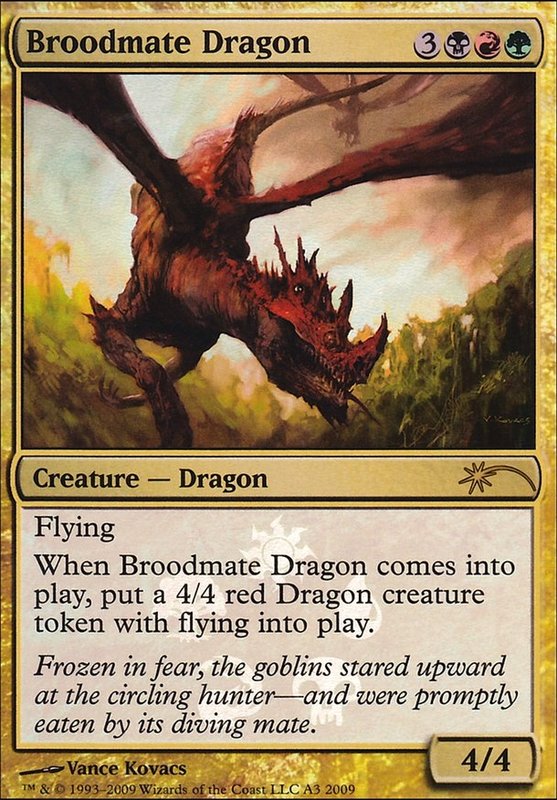 Broodmate Dragon 3
V. KOVACS
Creature — Dragon
Flying
When Broodmate Dragon comes into
play, put a 4/4 red Dragon creature
token with flying into play.
Frozen in fear, the goblins stared upward
at the circling hunter—and were promptly
eaten by its diving mate.
4/4
Vance Kovacs
™ & © 1993–2009 Wizards of the Coast LLC A3 2009